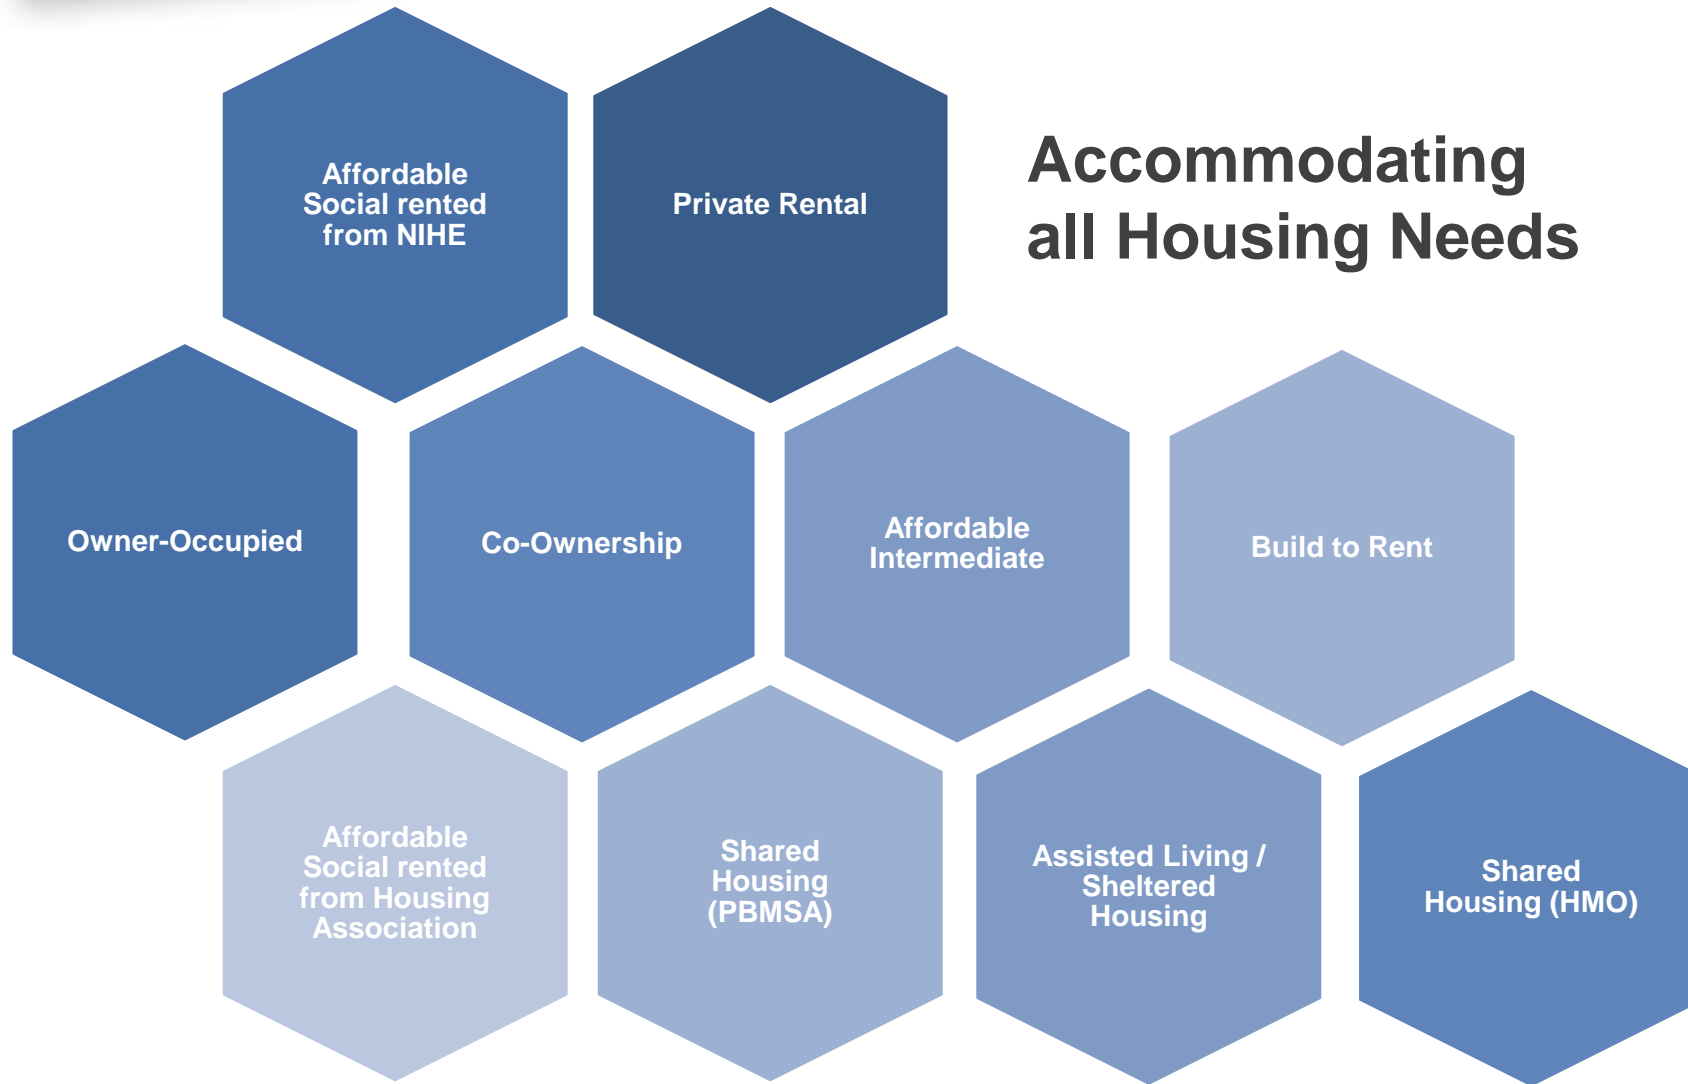 Affordable
Social rented
from NIHE
Private Rental
Accommodating
all Housing Needs
Owner-Occupied
Co-Ownership
Affordable
Intermediate
Build to Rent
Affordable
Social rented
from Housing
Association
Shared
Housing
(PBMSA)
Assisted Living /
Sheltered
Housing
Shared
Housing (HMO)